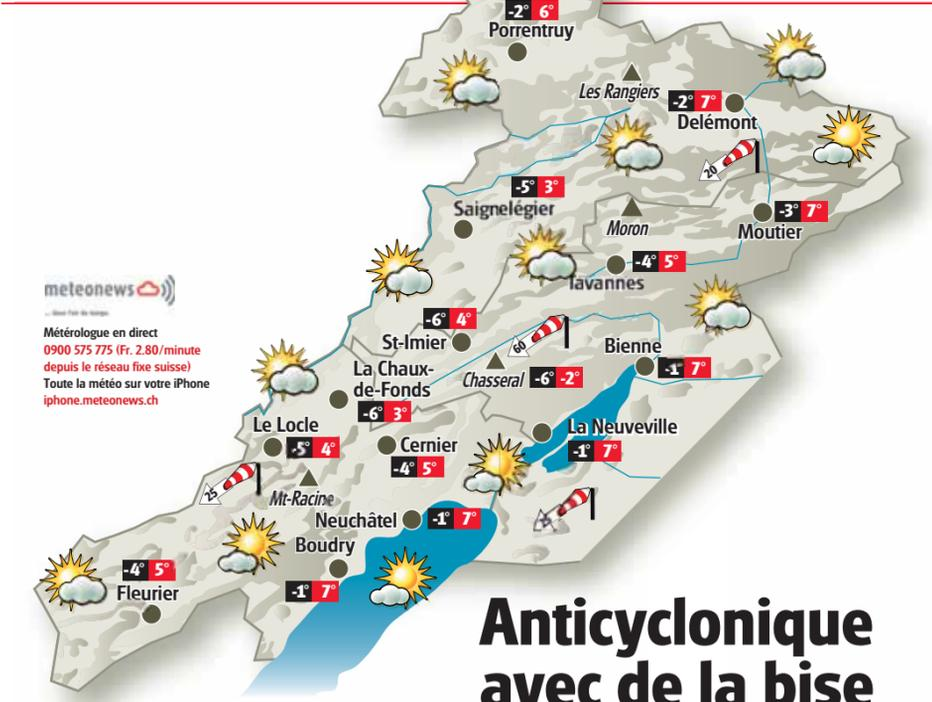 -2° 6°
Porrentruy
Les Rangiers
-2° 7°
Delémont
20
-5° 3°
Saignelégier
Moron
-3° 7°
Moutier
-4° 5°
Tavannes
meteonews
Météorologue en direct
0900 575 775 (Fr. 2.80/minute
depuis le réseau fixe suisse)
Toute la météo sur votre iPhone
iphone.meteonews.ch
-6° 4°
St-Imier
60
Chasseral -6° -2°
Bienne
-1° 7°
La Chaux-
de-Fonds
-6° 3°
Le Locle
-5° 4°
Cernier
-4° 5°
La Neuveville
-1° 7°
25
Mt-Racine
Neuchâtel -1° 7°
Boudry
-1° 7°
-4° 5°
Fleurier
Anticyclonique
avec de la bise